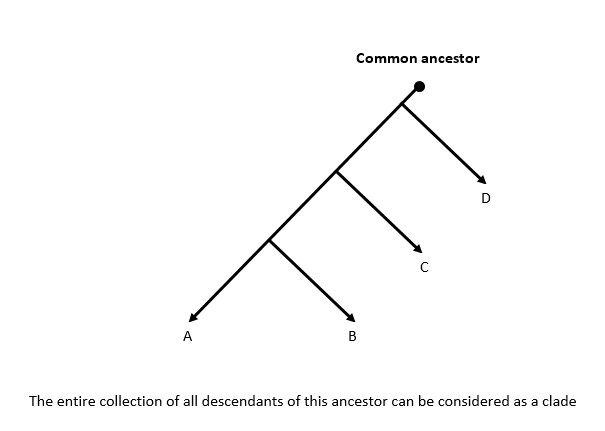 Common ancestor
D
C
A
B
The entire collection of all descendants of this ancestor can be considered as a clade